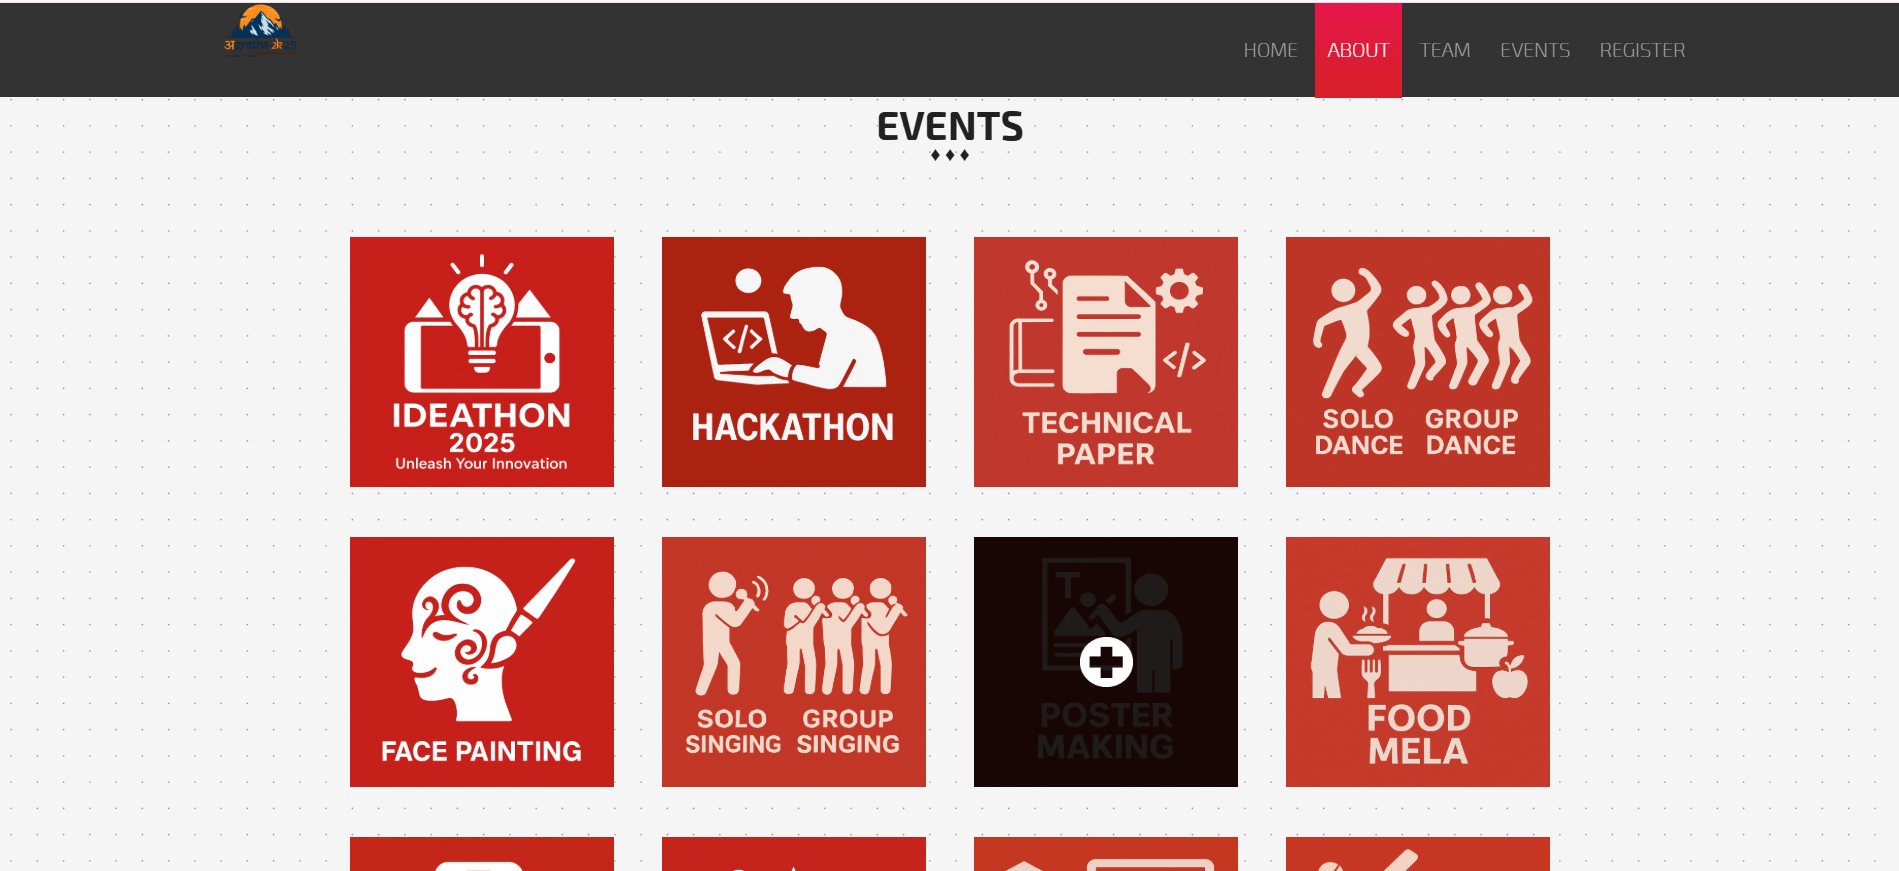 HOME ABOUT TEAM EVENTS REGISTER
EVENTS
IDEATHON
2025
Unleash Your Innovation
</>
HACKATHON
</>
TECHNICAL
PAPER
SOLO
DANCE
GROUP
DANCE
FACE PAINTING
SOLO
SINGING
GROUP
SINGING
T
POSTER
MAKING
FOOD
MELA